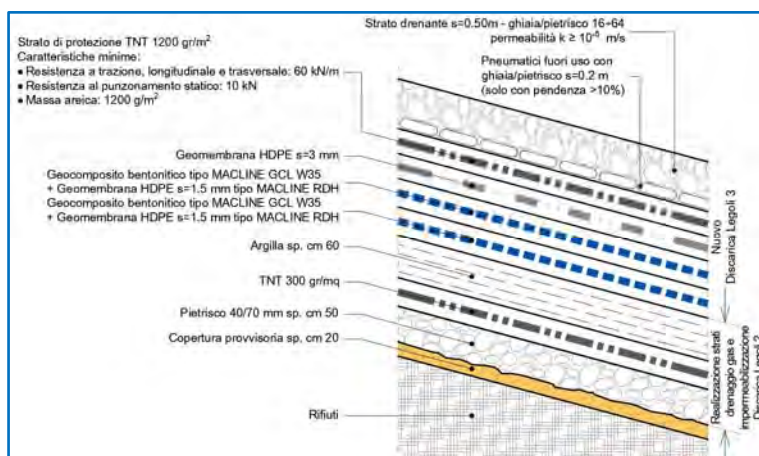 Strato drenante s=0.50m - ghiaia/pietrisco 16÷64
permeabilità k ≥ 10⁻⁵ m/s
Strato di protezione TNT 1200 gr/m²
Caratteristiche minime:
• Resistenza a trazione, longitudinale e trasversale: 60 kN/m
• Resistenza al punzonamento statico: 10 kN
• Massa areica: 1200 g/m²
Pneumatici fuori uso con
ghiaia/pietrisco s=0.2 m
(solo con pendenza >10%)
Geomembrana HDPE s=3 mm
Geocomposito bentonitico tipo MACLINE GCL W35
+ Geomembrana HDPE s=1.5 mm tipo MACLINE RDH
Geocomposito bentonitico tipo MACLINE GCL W35
+ Geomembrana HDPE s=1.5 mm tipo MACLINE RDH
Argilla sp. cm 60
TNT 300 gr/mq
Pietrisco 40/70 mm sp. cm 50
Copertura provvisoria sp. cm 20
Rifiuti
Nuovo
Discarica Legoli 3
Realizzazione strati
drenaggio gas e
impermeabilizzazione
Discarica Legoli 2